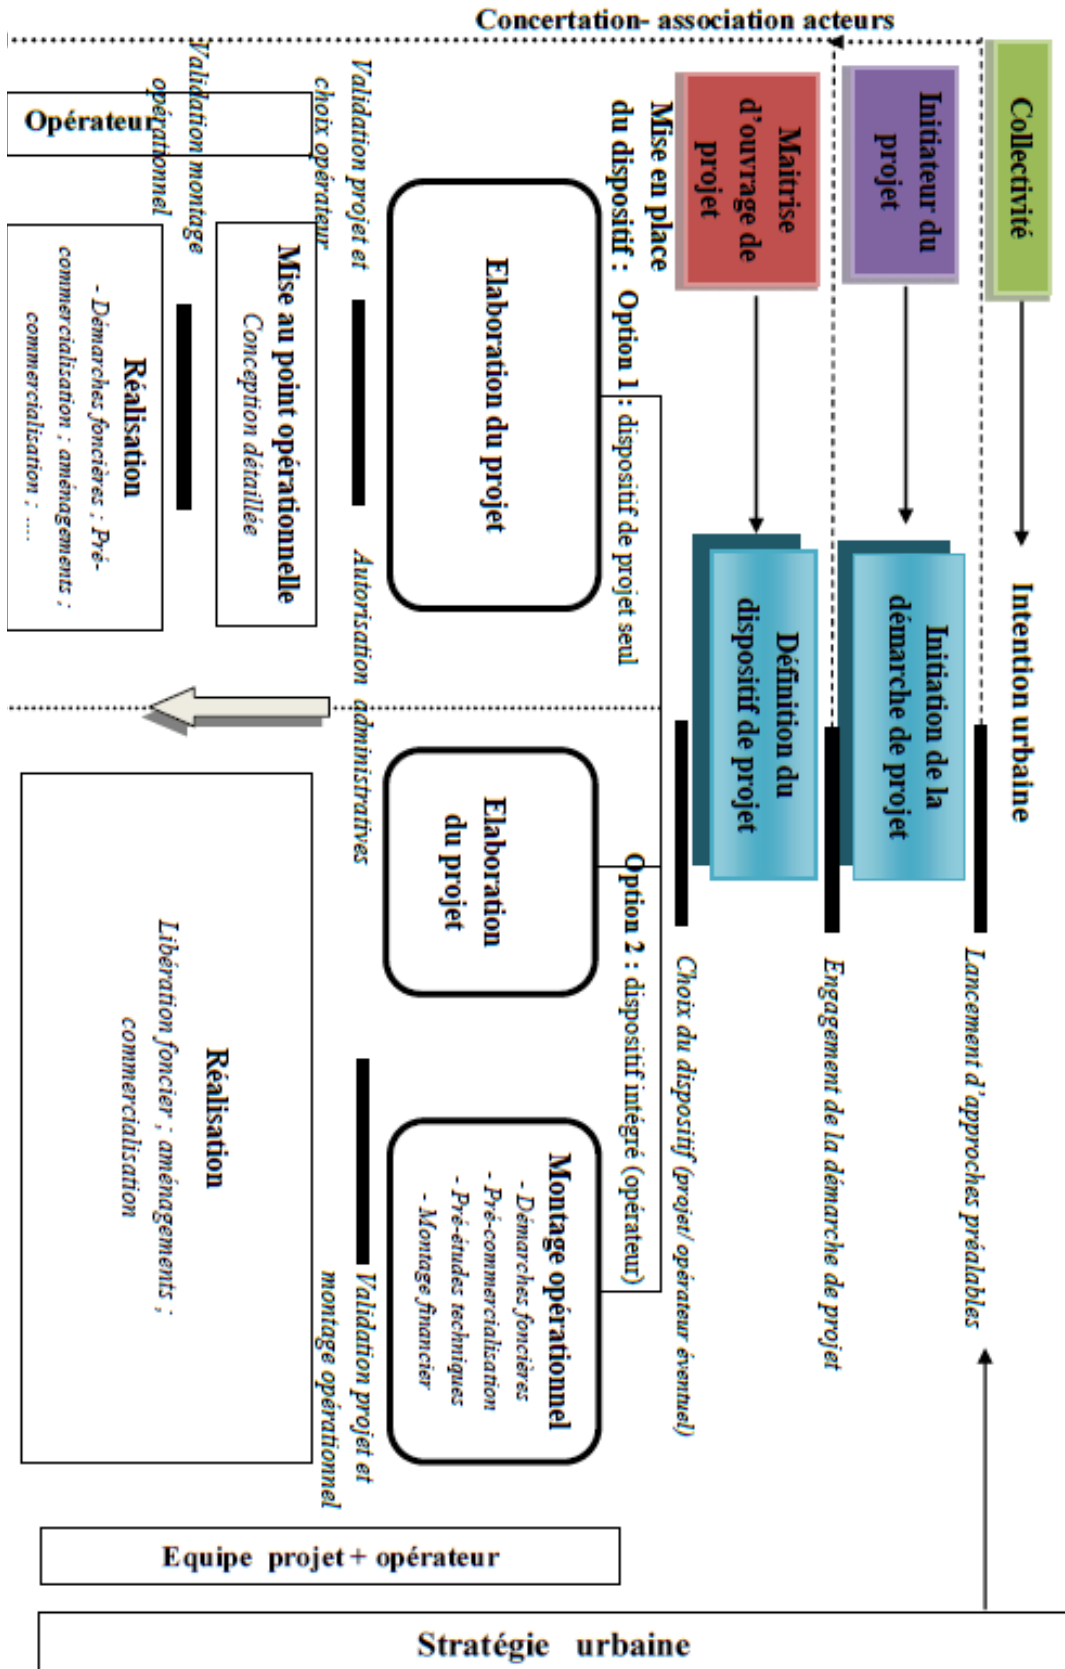 Concertation- association acteurs
Collectivité
Intention urbaine
Lancement d'approches préalables
Initiateur du
projet
Initiation de la
démarche de projet
Engagement de la démarche de projet
Maitrise
d'ouvrage de
projet
Définition du
dispositif de projet
Choix du dispositif (projet/ opérateur éventuel)
Mise en place
du dispositif :
Option 1 : dispositif de projet seul
Option 2 : dispositif intégré (opérateur)
Elaboration du projet
Elaboration
du projet
Montage opérationnel
- Démarches foncières
- Pré-commercialisation
- Pré-études techniques
- Montage financier
Validation projet et
choix opérateur
Autorisation administratives
Validation projet et
montage opérationnel
Opérateur
Mise au point opérationnelle
Conception détaillée
Validation montage
opérationnel
Réalisation
- Démarches foncières ; Pré-
commercialisation ; aménagements ;
commercialisation ; ....
Réalisation
Libération foncier ; aménagements ;
commercialisation
Equipe projet + opérateur
Stratégie urbaine